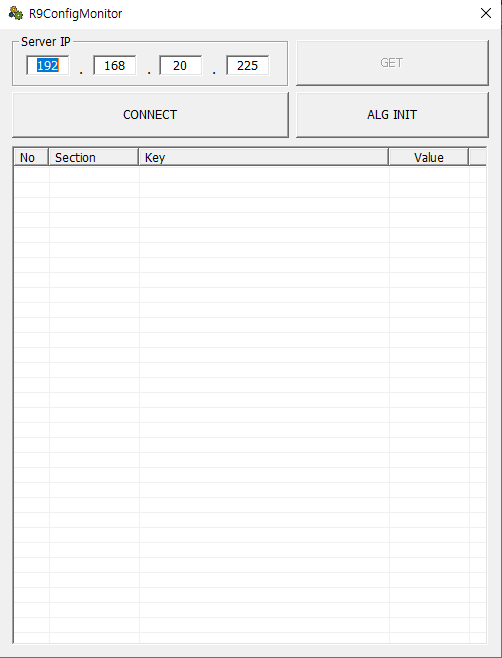 R9ConfigMonitor
Server IP
192 . 168 . 20 . 225
GET
CONNECT
ALG INIT
No Section Key Value